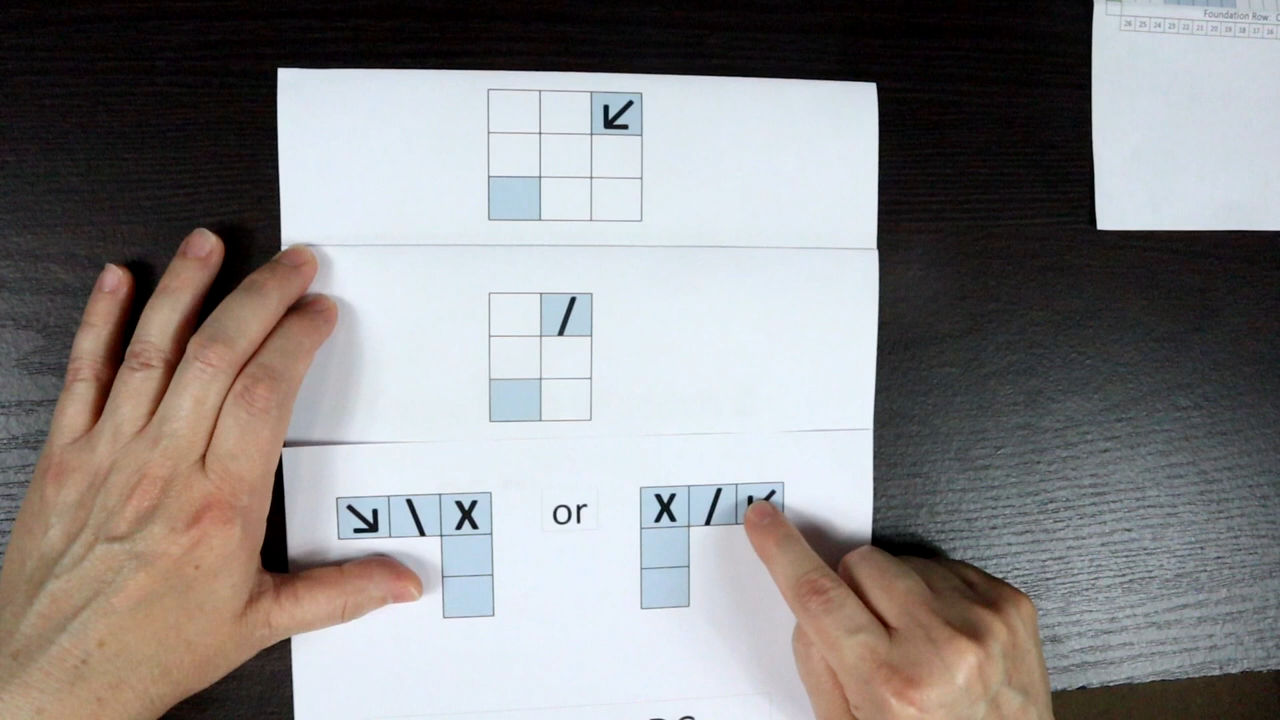 Foundation Row:
26 25 24 23 22 21 20 19 18 17 16
↙
/
↘ \ X or X / ↙